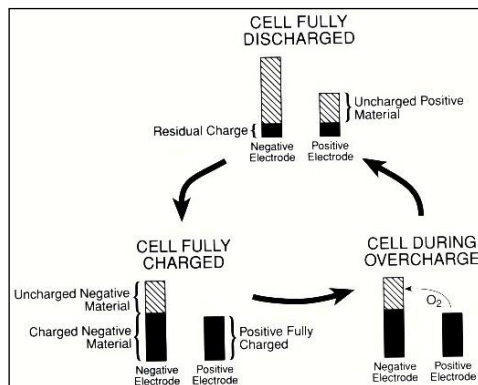 CELL FULLY
DISCHARGED
Uncharged Positive
Material
Residual Charge
Negative
Electrode
Positive
Electrode
CELL FULLY
CHARGED
Uncharged Negative
Material
Charged Negative
Material
Positive Fully
Charged
Negative
Electrode
Positive
Electrode
CELL DURING
OVERCHARGE
O2
Negative
Electrode
Positive
Electrode